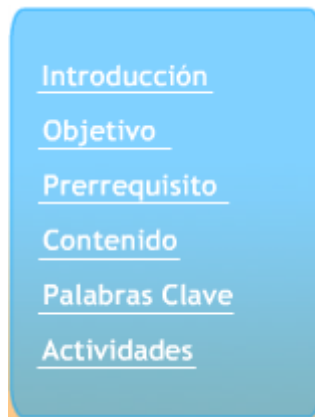 Introducción
Objetivo
Prerrequisito
Contenido
Palabras Clave
Actividades